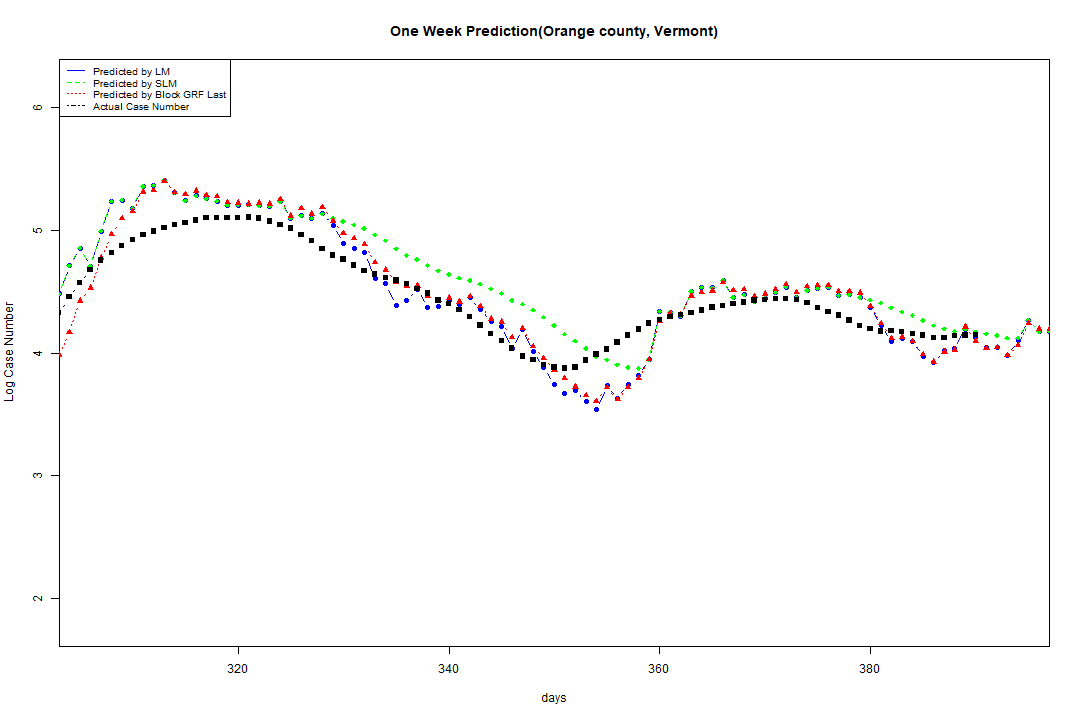 One Week Prediction(Orange county, Vermont)
Predicted by LM
Predicted by SLM
Predicted by Block GRF Last
Actual Case Number
6
5
4
3
2
Log Case Number
320 340 360 380
days